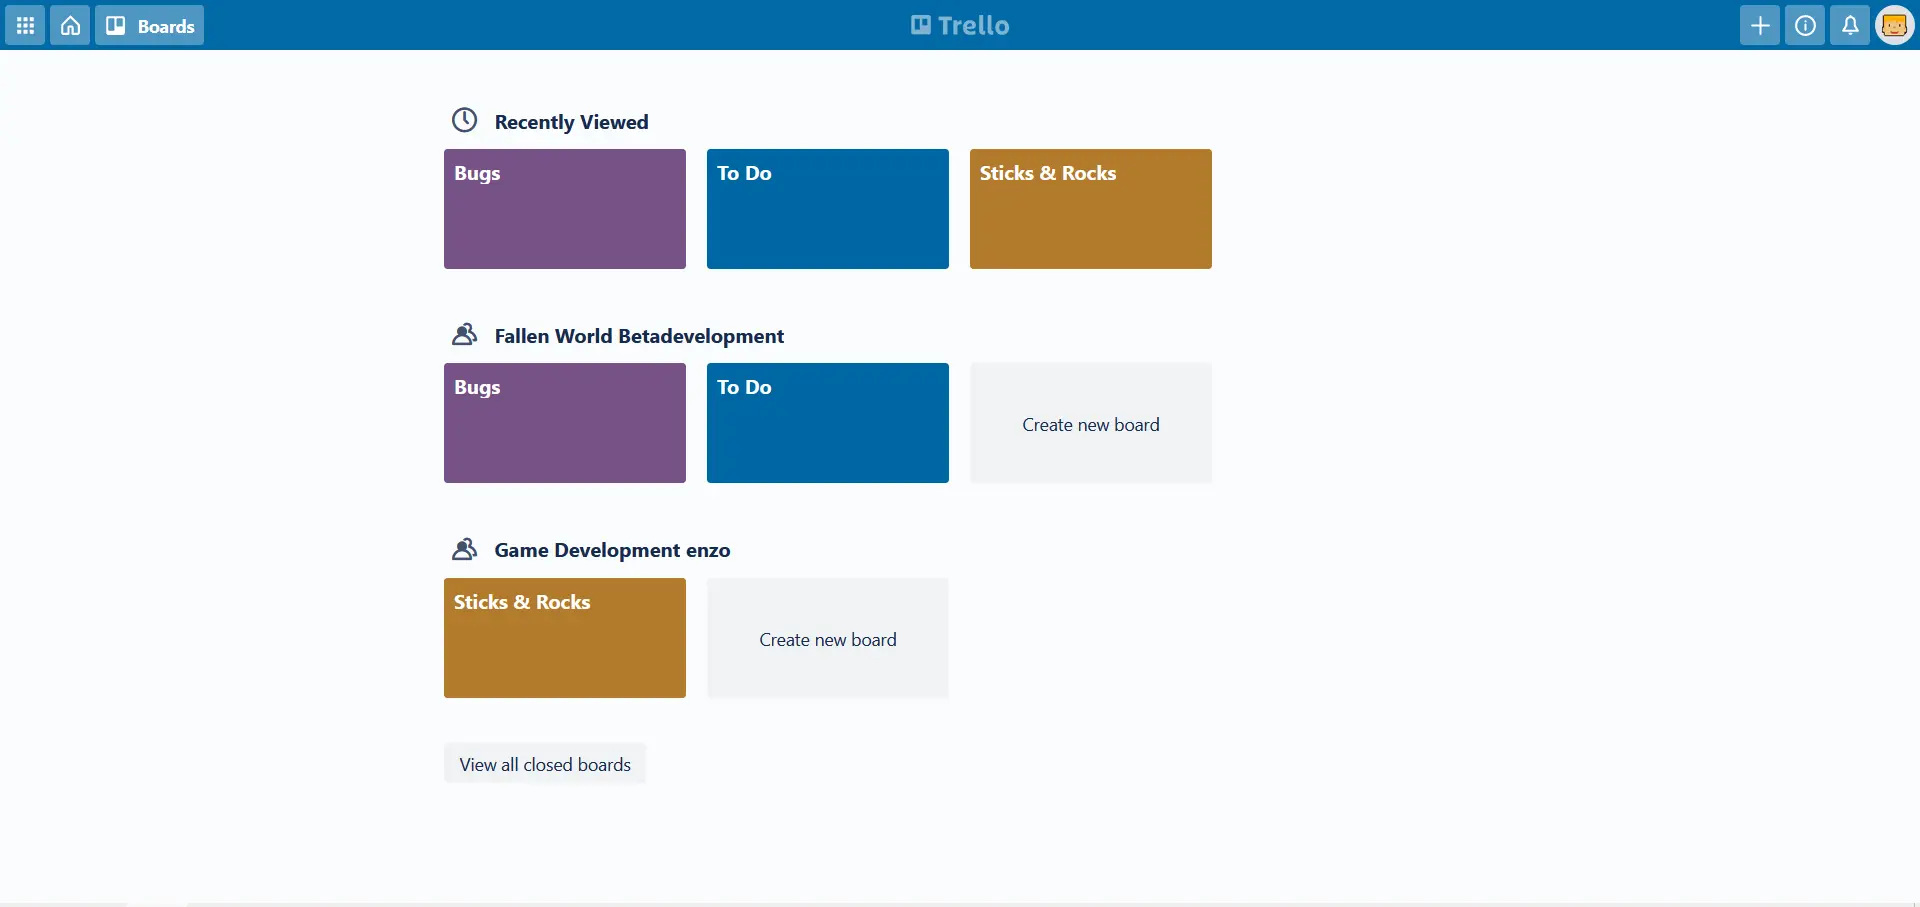 Boards
Trello
Recently Viewed
Bugs
To Do
Sticks & Rocks
Fallen World Betadevelopment
Bugs
To Do
Create new board
Game Development enzo
Sticks & Rocks
Create new board
View all closed boards